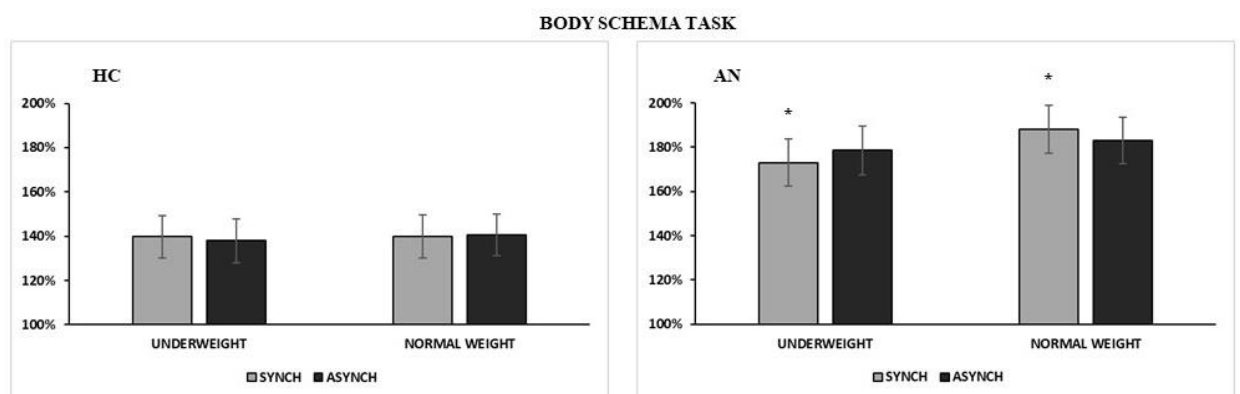 BODY SCHEMA TASK
HC
200%
180%
160%
140%
120%
100%
UNDERWEIGHT NORMAL WEIGHT
SYNCH ASYNCH
AN
* *
200%
180%
160%
140%
120%
100%
UNDERWEIGHT NORMAL WEIGHT
SYNCH ASYNCH